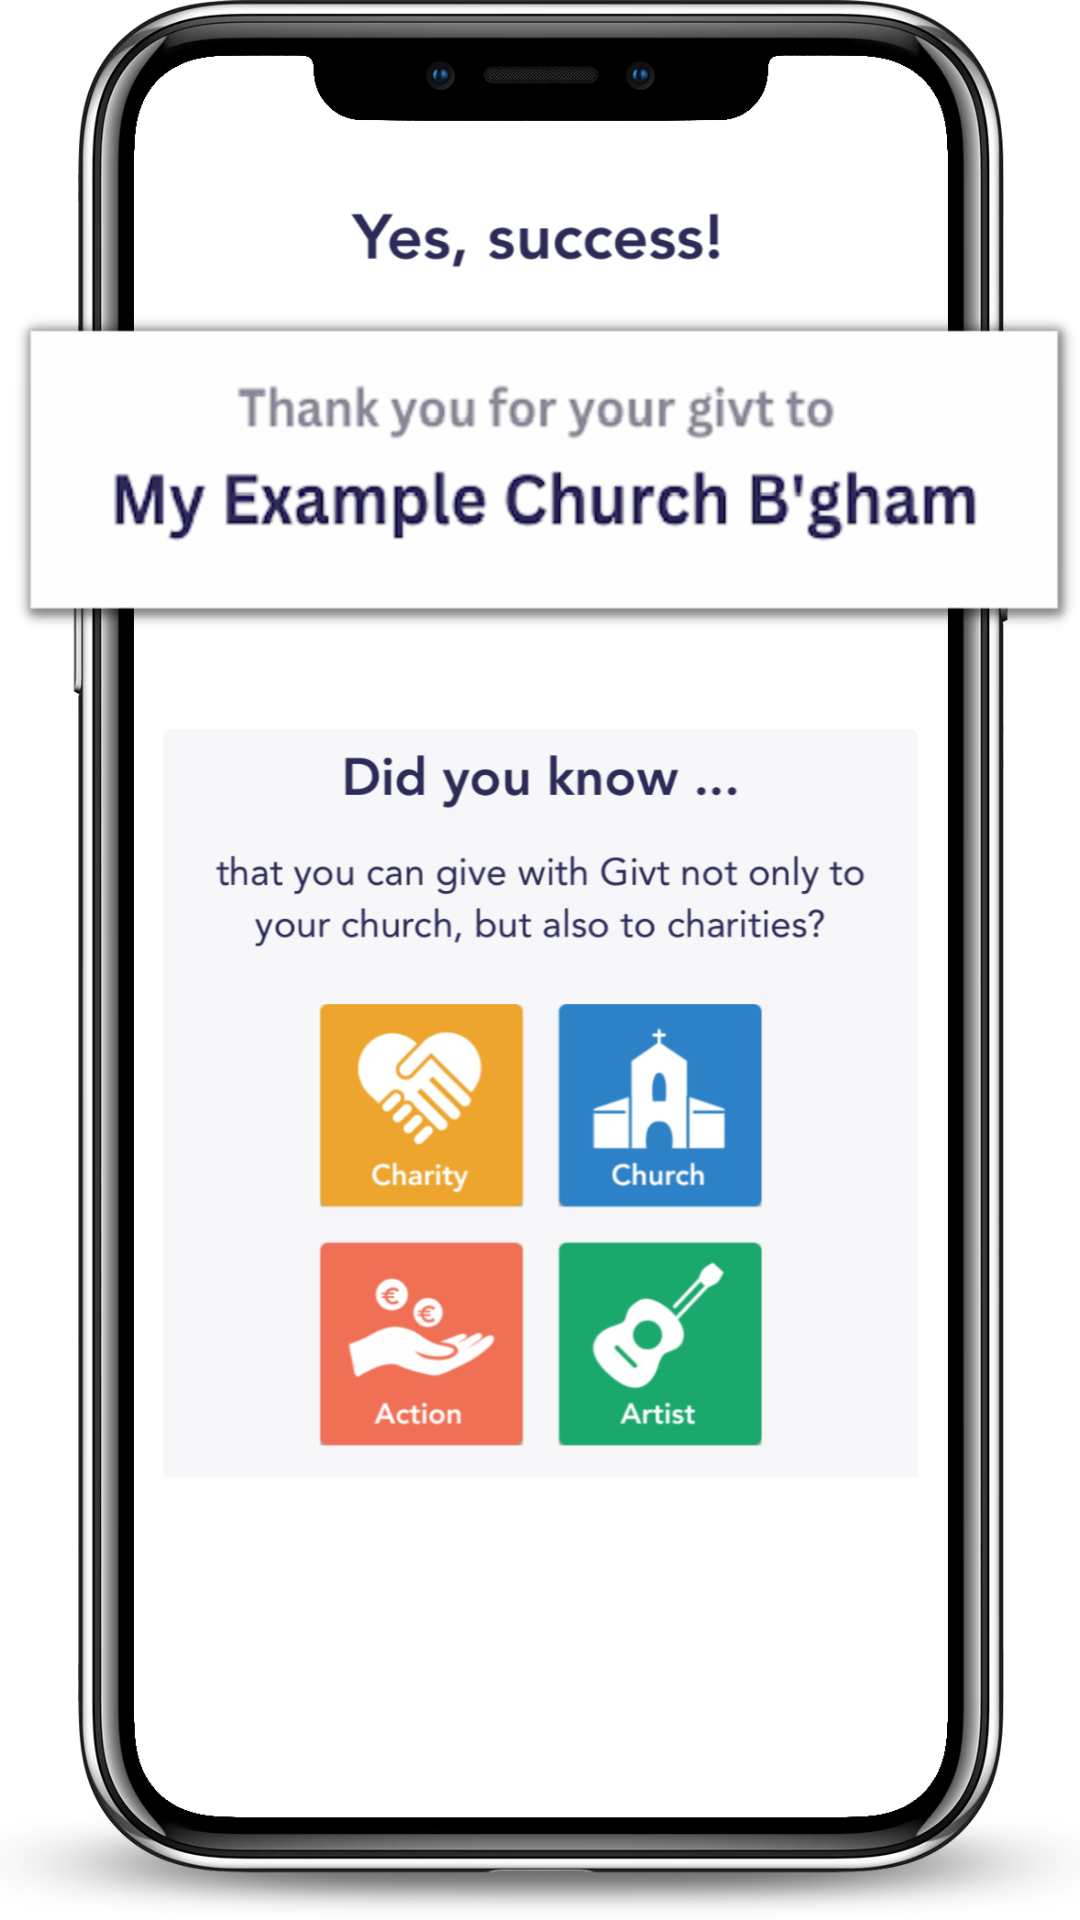 Yes, success!
Thank you for your givt to
My Example Church B'gham
Did you know ...
that you can give with Givt not only to
your church, but also to charities?
Charity
Church
€
€
Action
Artist